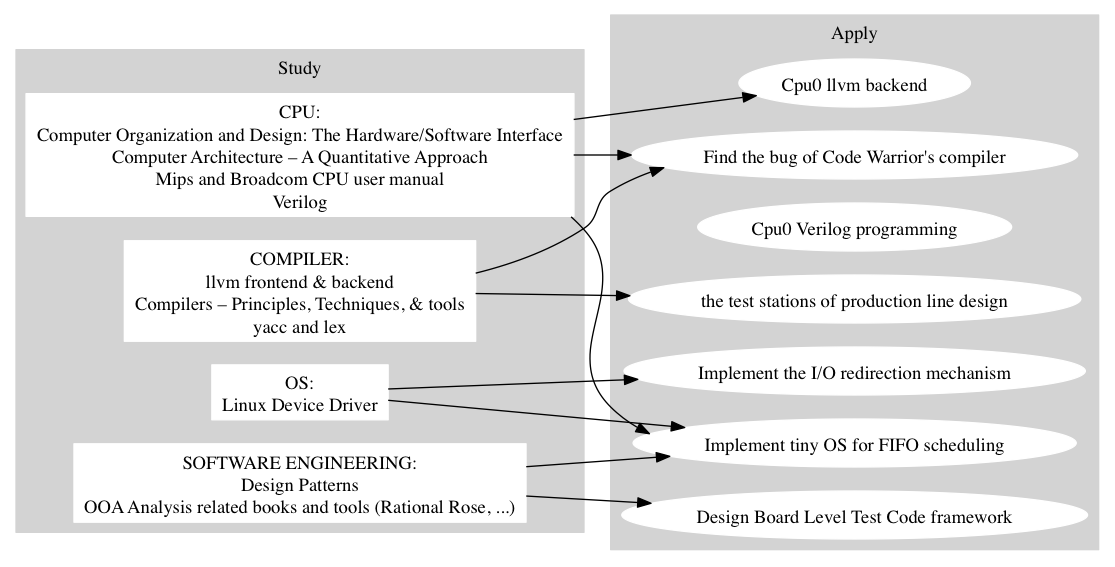 Study
CPU:
Computer Organization and Design: The Hardware/Software Interface
Computer Architecture – A Quantitative Approach
Mips and Broadcom CPU user manual
Verilog
COMPILER:
llvm frontend & backend
Compilers – Principles, Techniques, & tools
yacc and lex
OS:
Linux Device Driver
SOFTWARE ENGINEERING:
Design Patterns
OOA Analysis related books and tools (Rational Rose, ...)
Apply
Cpu0 llvm backend
Find the bug of Code Warrior's compiler
Cpu0 Verilog programming
the test stations of production line design
Implement the I/O redirection mechanism
Implement tiny OS for FIFO scheduling
Design Board Level Test Code framework